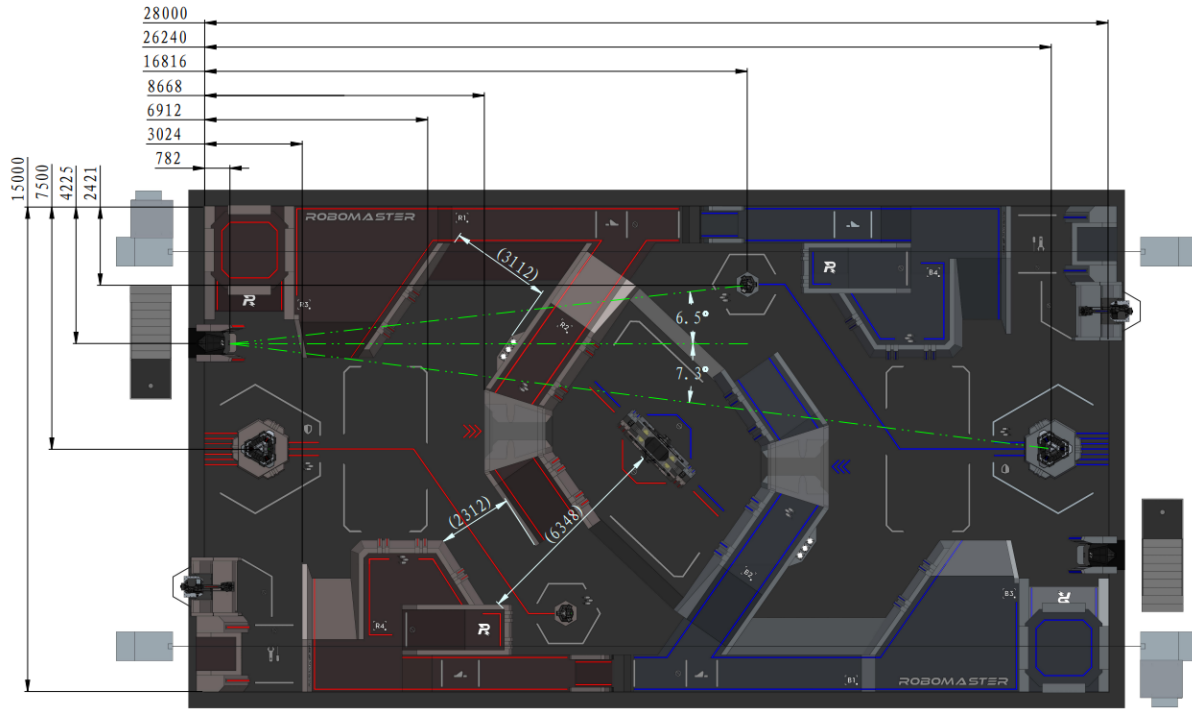 28000
26240
16816
8668
6912
3024
782
15000
7500
4225
2421
ROBOMASTER
R1
R
B4
(3112)
R3
R
R2
6.5°
7.3°
(2312)
(6348)
B2
R4
R
B3
R
B1
ROBOMASTER